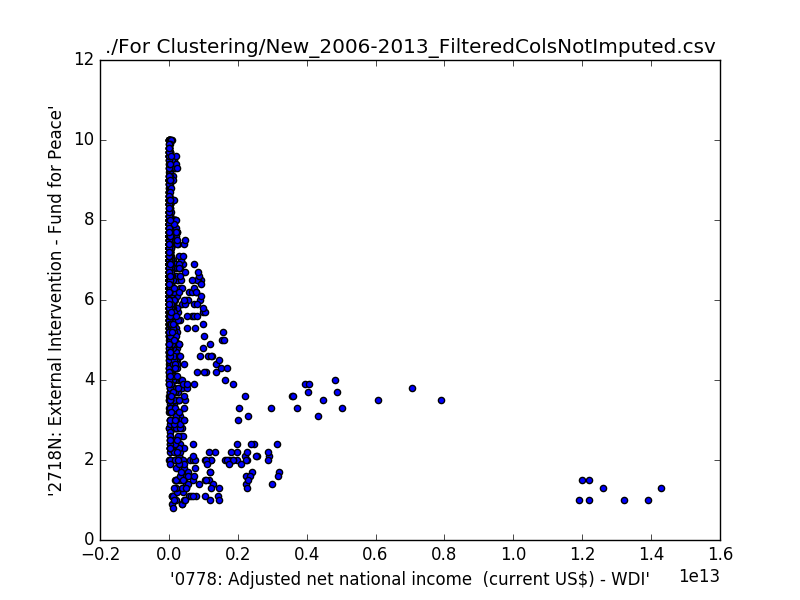 ./For Clustering/New_2006-2013_FilteredColsNotImputed.csv
12
10
8
6
4
2
0
'2718N: External Intervention - Fund for Peace'
−0.2 0.0 0.2 0.4 0.6 0.8 1.0 1.2 1.4 1.6
1e13
'0778: Adjusted net national income  (current US$) - WDI'